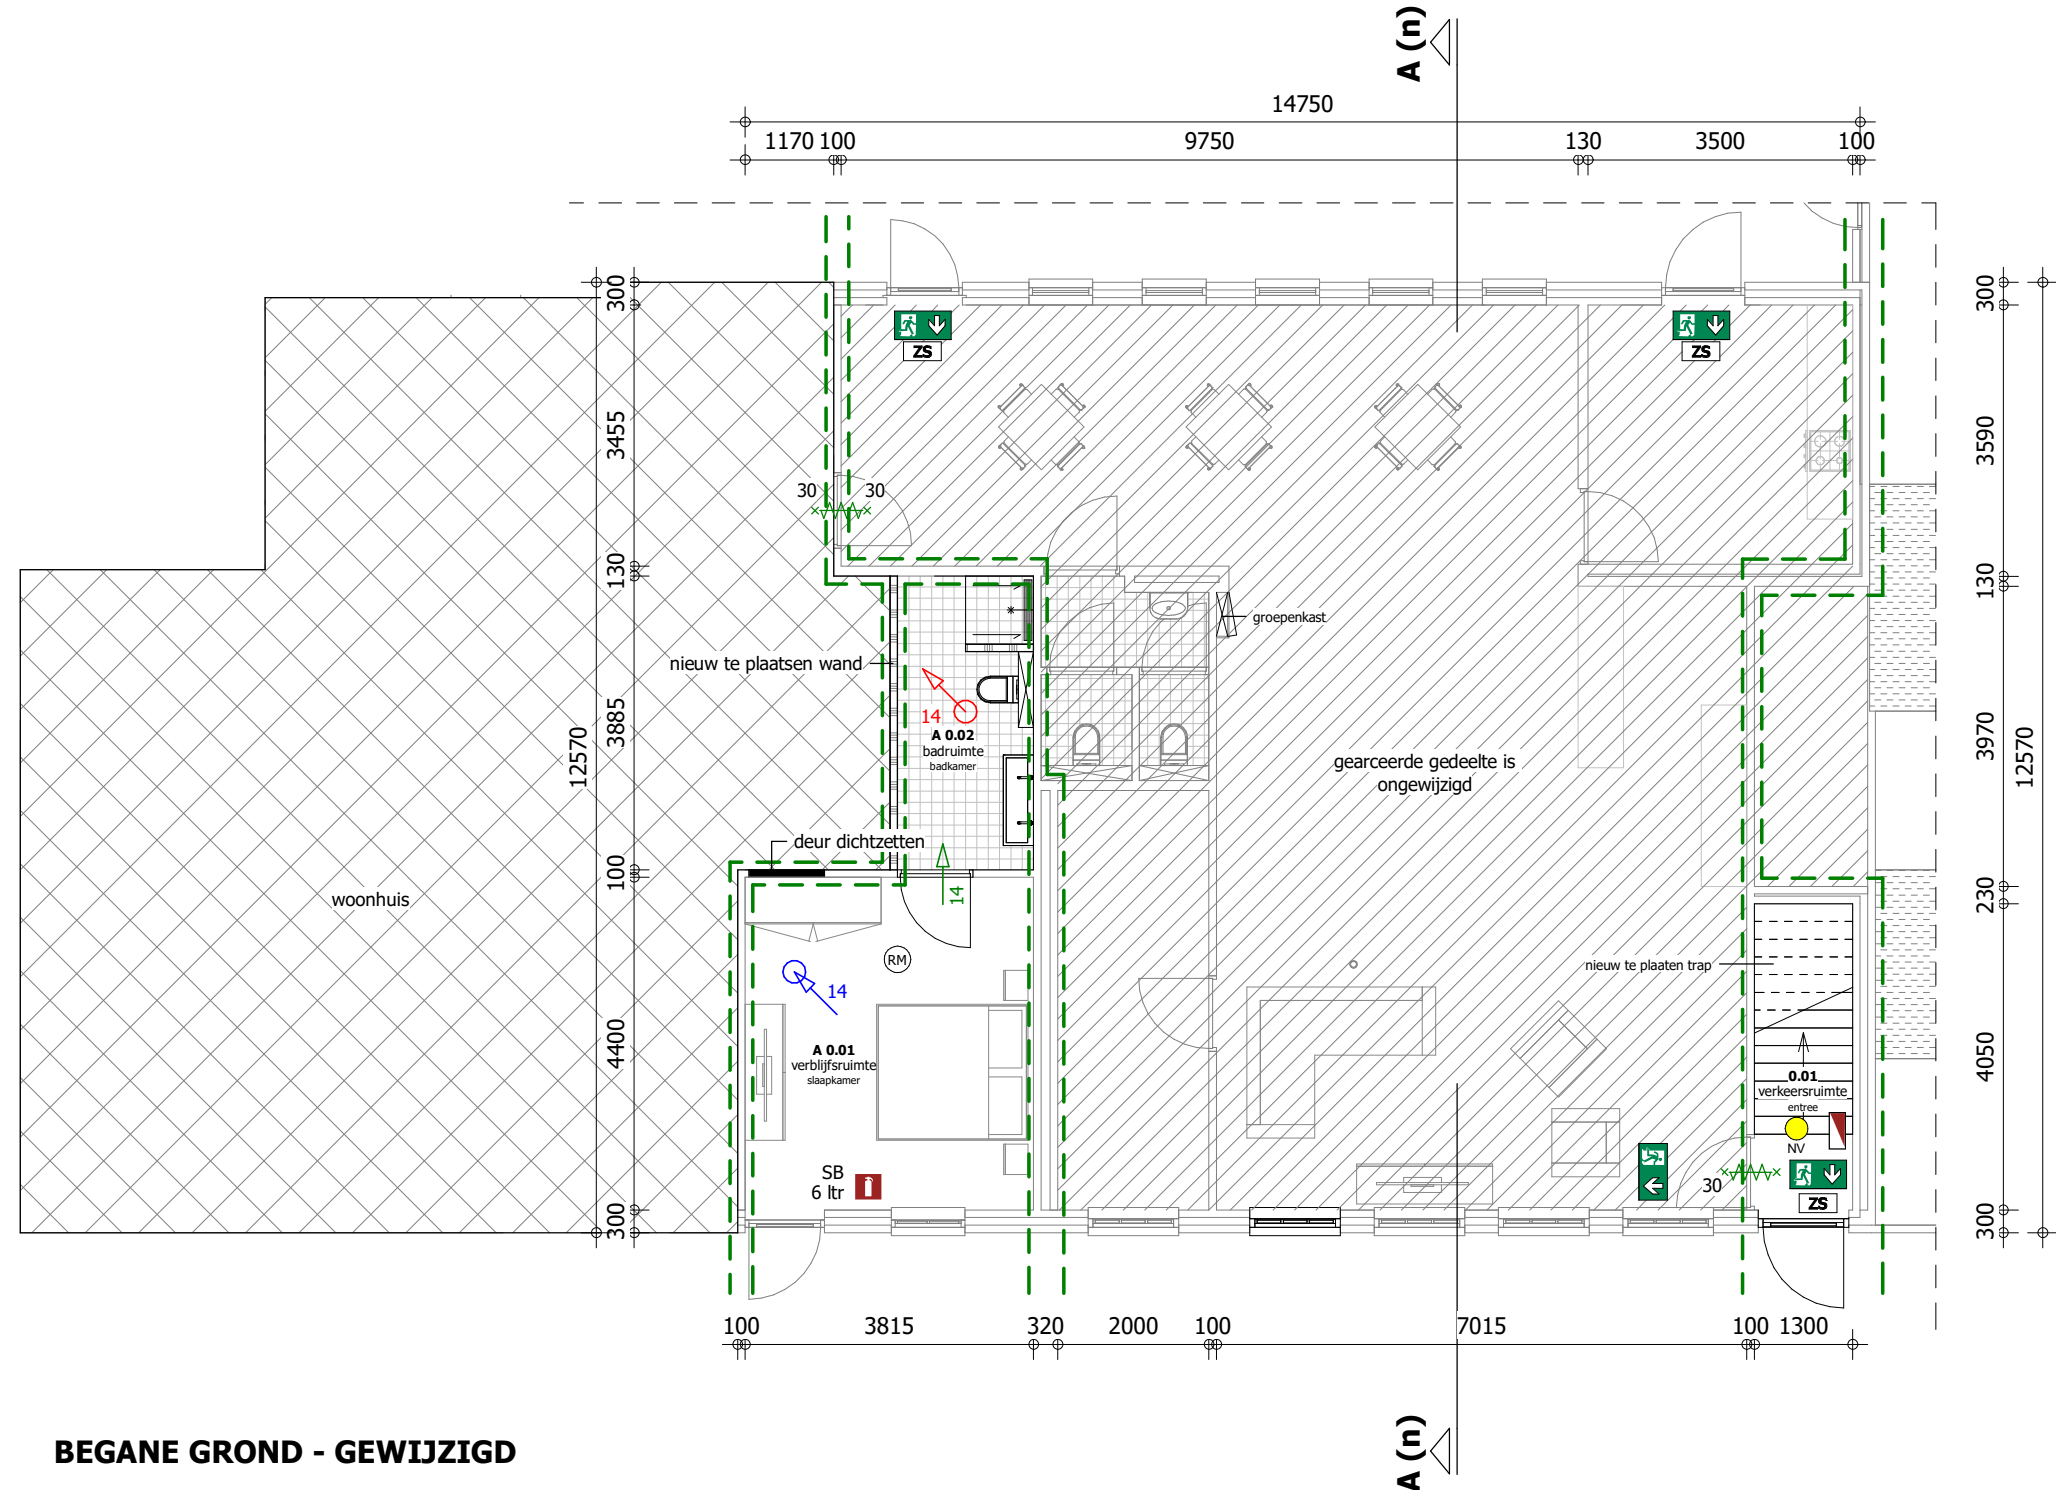 A (n)
14750
1170 100 9750 130 3500 100
300
3455
130
3885
100
4400
300
12570
300
3590
130
3970
230
4050
300
12570
ZS
ZS
30 30
groepenkast
nieuw te plaatsen wand
14
A 0.02
badruimte
badkamer
gearceerde gedeelte is
ongewijzigd
deur dichtzetten
woonhuis
14
RM
14
nieuw te plaaten trap
A 0.01
verblijfsruimte
slaapkamer
0.01
verkeersruimte
entree
NV
SB
6 ltr
30
ZS
100 3815 320 2000 100 7015 100 1300
A (n)
BEGANE GROND - GEWIJZIGD